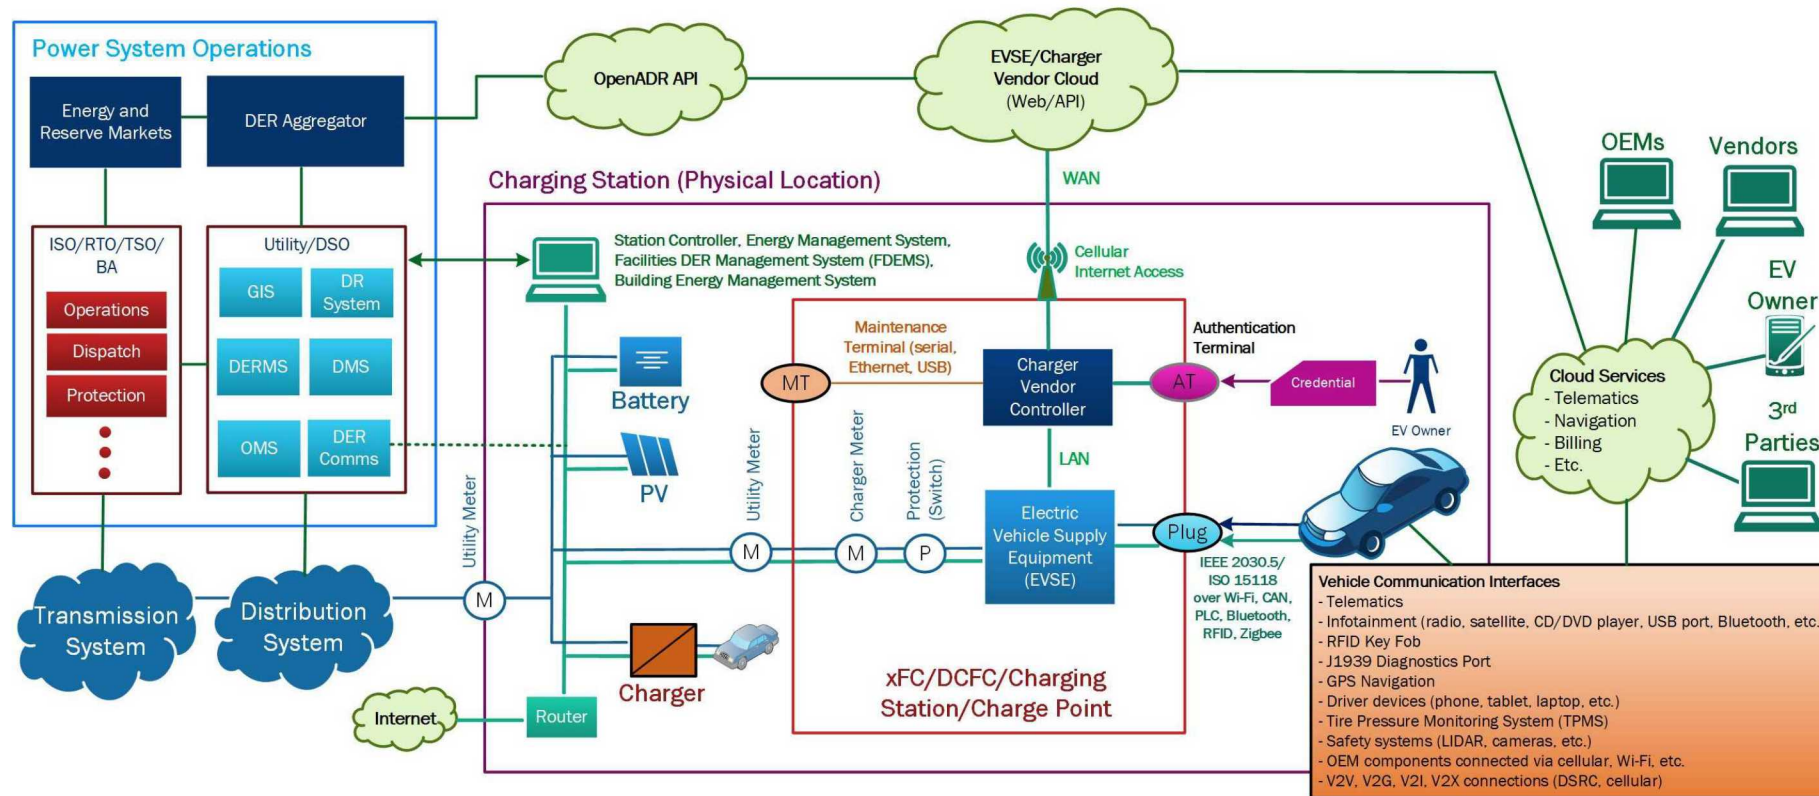 Power System Operations
Energy and
Reserve Markets
DER Aggregator
OpenADR API
EVSE/Charger
Vendor Cloud
(Web/API)
ISO/RTO/TSO/
BA
Operations
Dispatch
Protection
Utility/DSO
GIS
DR
System
DERMS
DMS
OMS
DER
Comms
Transmission
System
Distribution
System
Utility Meter
M
Charging Station (Physical Location)
WAN
Station Controller, Energy Management System,
Facilities DER Management System (FDEMS),
Building Energy Management System
Cellular
Internet Access
Battery
PV
Maintenance
Terminal (serial,
Ethernet, USB)
MT
Charger
Vendor
Controller
Authentication
Terminal
AT
Credential
EV Owner
LAN
Utility Meter
M
Charger Meter
M
Protection
(Switch)
P
Electric
Vehicle Supply
Equipment
(EVSE)
Plug
IEEE 2030.5/
ISO 15118
over Wi-Fi, CAN,
PLC, Bluetooth,
RFID, Zigbee
Charger
Router
Internet
xFC/DCFC/Charging
Station/Charge Point
OEMs
Vendors
EV
Owner
3rd
Parties
Cloud Services
- Telematics
- Navigation
- Billing
- Etc.
Vehicle Communication Interfaces
- Telematics
- Infotainment (radio, satellite, CD/DVD player, USB port, Bluetooth, etc.
- RFID Key Fob
- J1939 Diagnostics Port
- GPS Navigation
- Driver devices (phone, tablet, laptop, etc.)
- Tire Pressure Monitoring System (TPMS)
- Safety systems (LIDAR, cameras, etc.)
- OEM components connected via cellular, Wi-Fi, etc.
- V2V, V2G, V2I, V2X connections (DSRC, cellular)